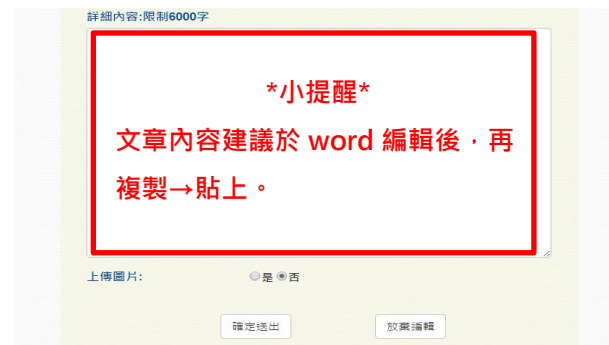 詳細內容:限制6000字
*小提醒*
文章內容建議於 word 編輯後，再
複製→貼上。
上傳圖片:
是 否
確定送出
放棄編輯